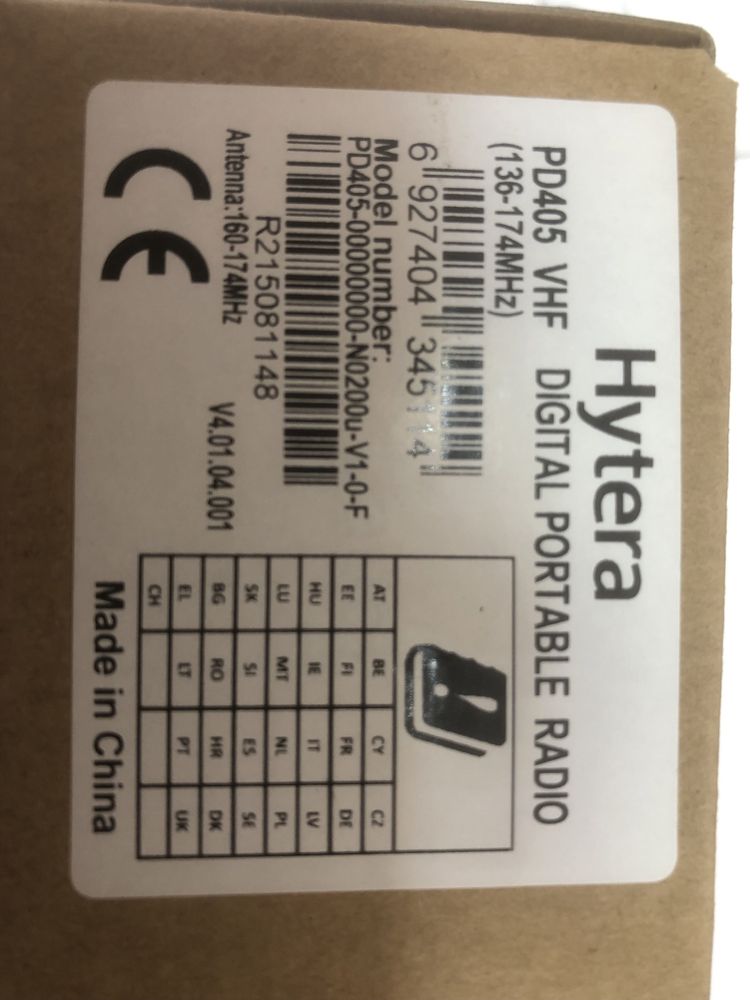 Hytera
PD405 VHF DIGITAL PORTABLE RADIO
(136-174MHz)
6 927404 345114
Model number:
PD405-00000000-N0200u-V1-0-F
R215081148
Antenna:160-174MHz V4.01.04.001
CE
AT BE CY CZ
EE FI FR DE
HU IE IT LV
LU MT NL PL
SK SI ES SE
BG RO HR DK
EL LT PT UK
CH
Made in China